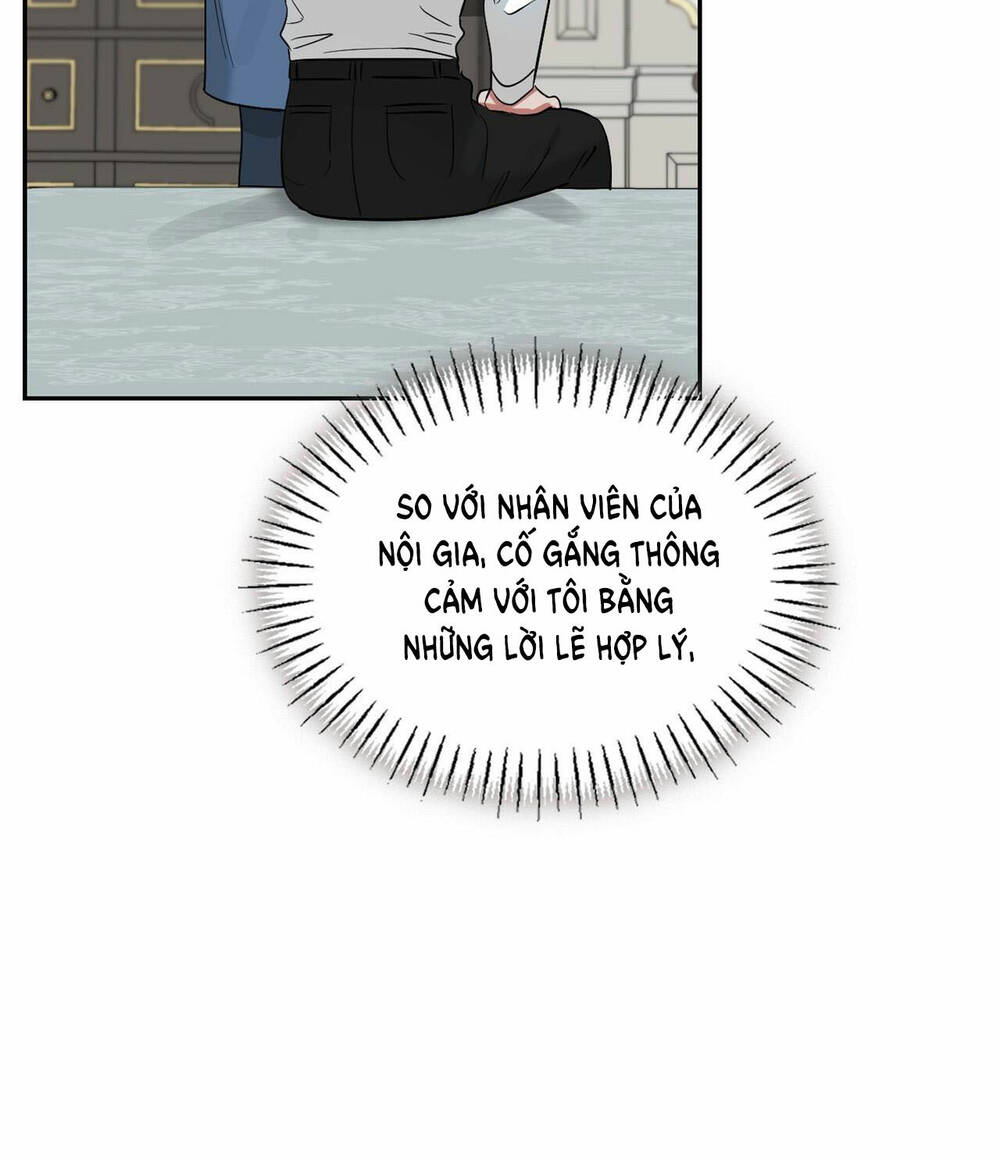 SO VỚI NHÂN VIÊN CỦA
NỘI GIA, CỐ GẮNG THÔNG
CẢM VỚI TÔI BẰNG
NHỮNG LỜI LẼ HỢP LÝ,